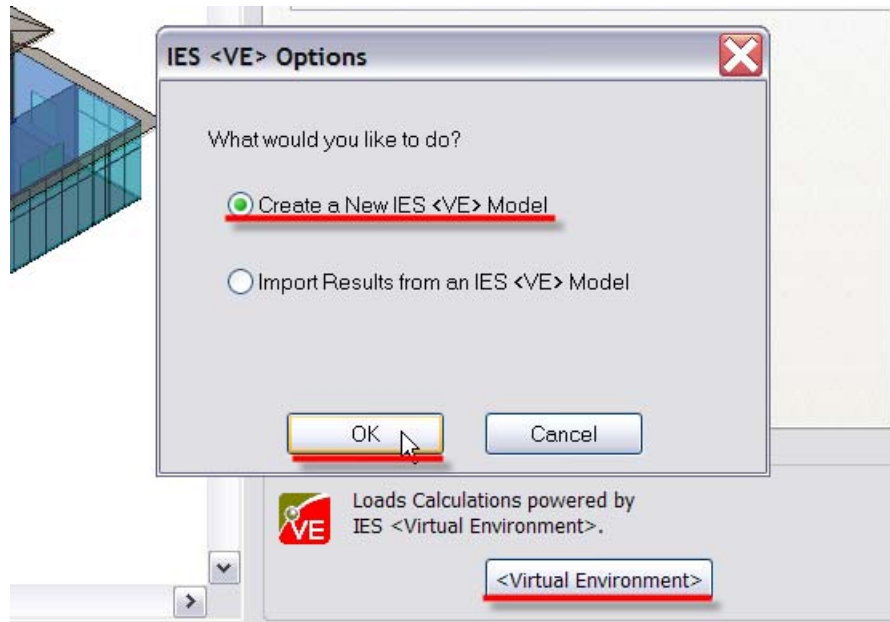 IES <VE> Options
What would you like to do?
Create a New IES <VE> Model
Import Results from an IES <VE> Model
OK
Cancel
VE
Loads Calculations powered by
IES <Virtual Environment>.
<Virtual Environment>